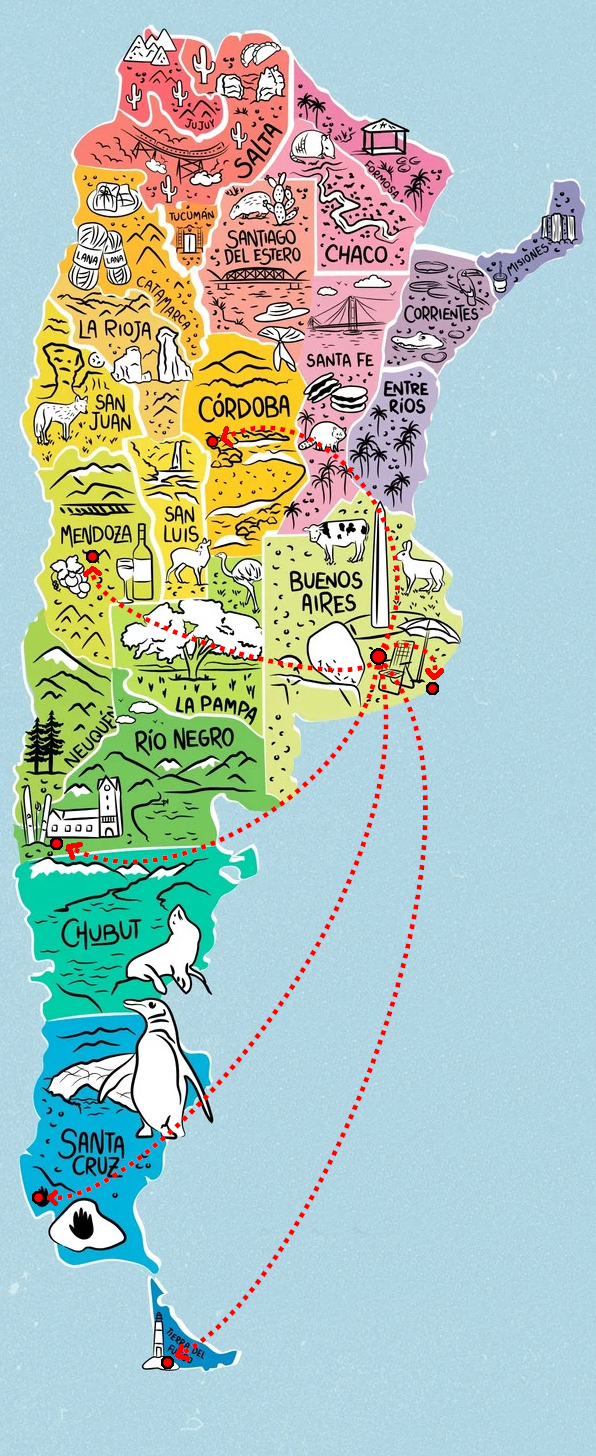 JUJUY
SALTA
FORMOSA
TUCUMÁN
SANTIAGO
DEL ESTERO
CHACO
MISIONES
LANA
LANA
CATAMARCA
CORRIENTES
LA RIOJA
SANTA FE
ENTRE
RÍOS
SAN
JUAN
CÓRDOBA
SAN
LUIS
MENDOZA
BUENOS
AIRES
LA PAMPA
NEUQUÉN
RÍO NEGRO
CHUBUT
SANTA
CRUZ
TIERRA DEL